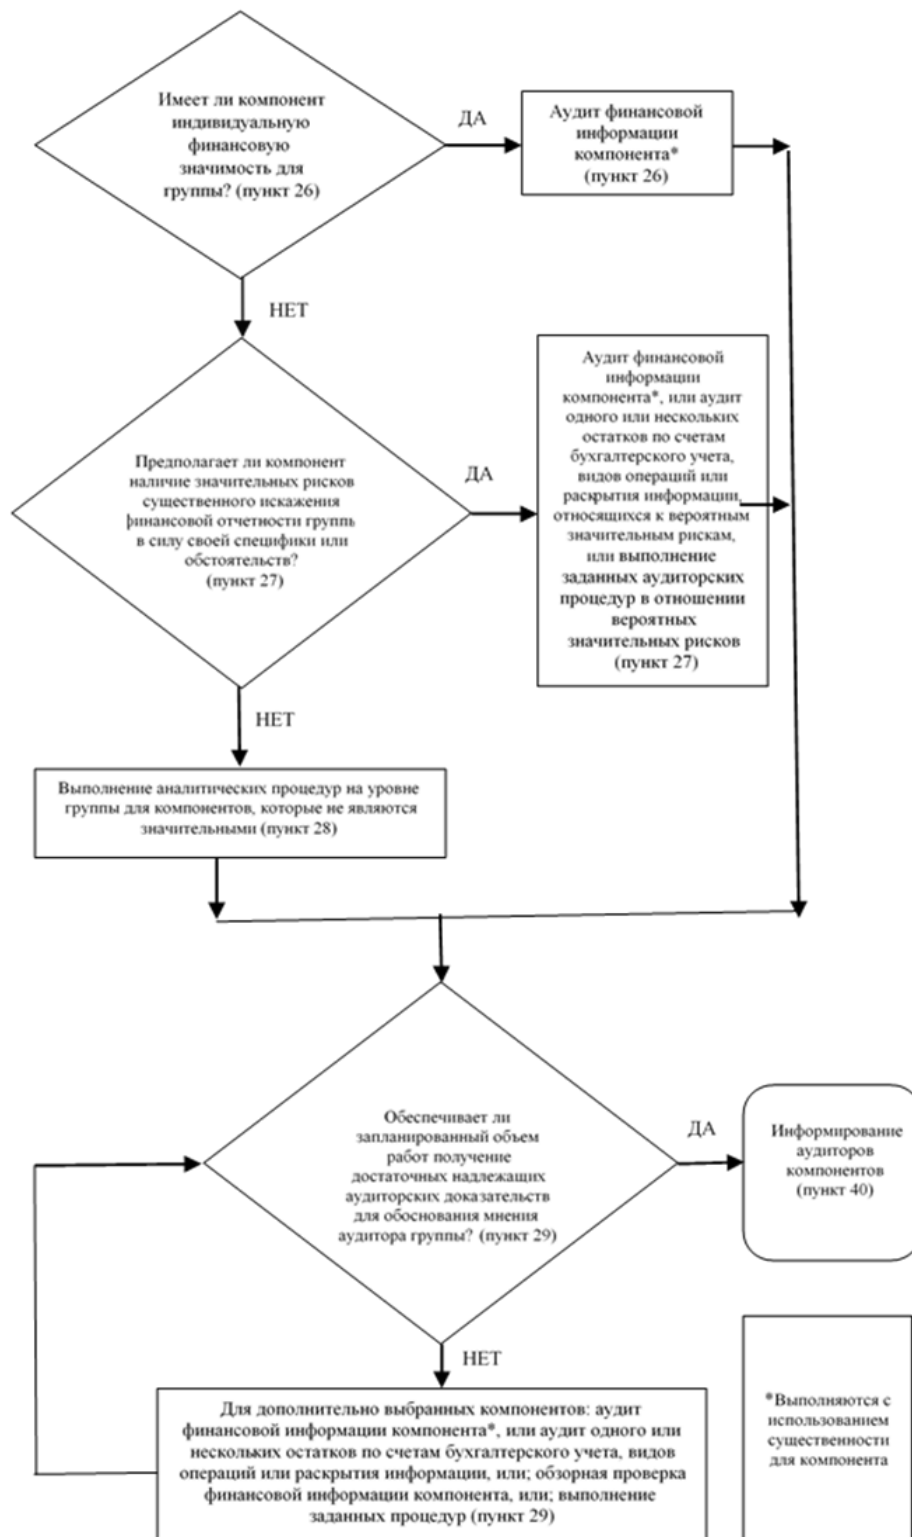 Имеет ли компонент
индивидуальную
финансовую
значимость для
группы? (пункт 26)
ДА
Аудит финансовой
информации
компонента*
(пункт 26)
НЕТ
Предполагает ли компонент
наличие значительных рисков
существенного искажения
финансовой отчетности группы
в силу своей специфики или
обстоятельств?
(пункт 27)
ДА
Аудит финансовой
информации
компонента*, или аудит
одного или нескольких
остатков по счетам
бухгалтерского учета,
видов операций или
раскрытия информации,
относящихся к вероятным
значительным рискам,
или выполнение
заданных аудиторских
процедур в отношении
вероятных
значительных рисков
(пункт 27)
НЕТ
Выполнение аналитических процедур на уровне
группы для компонентов, которые не являются
значительными (пункт 28)
Обеспечивает ли
запланированный объем
работ получение
достаточных надлежащих
аудиторских доказательств
для обоснования мнения
аудитора группы? (пункт 29)
ДА
Информирование
аудиторов
компонентов
(пункт 40)
НЕТ
Для дополнительно выбранных компонентов: аудит
финансовой информации компонента*, или аудит одного или
нескольких остатков по счетам бухгалтерского учета, видов
операций или раскрытия информации, или; обзорная проверка
финансовой информации компонента, или; выполнение
заданных процедур (пункт 29)
*Выполняются с
использованием
существенности
для компонента